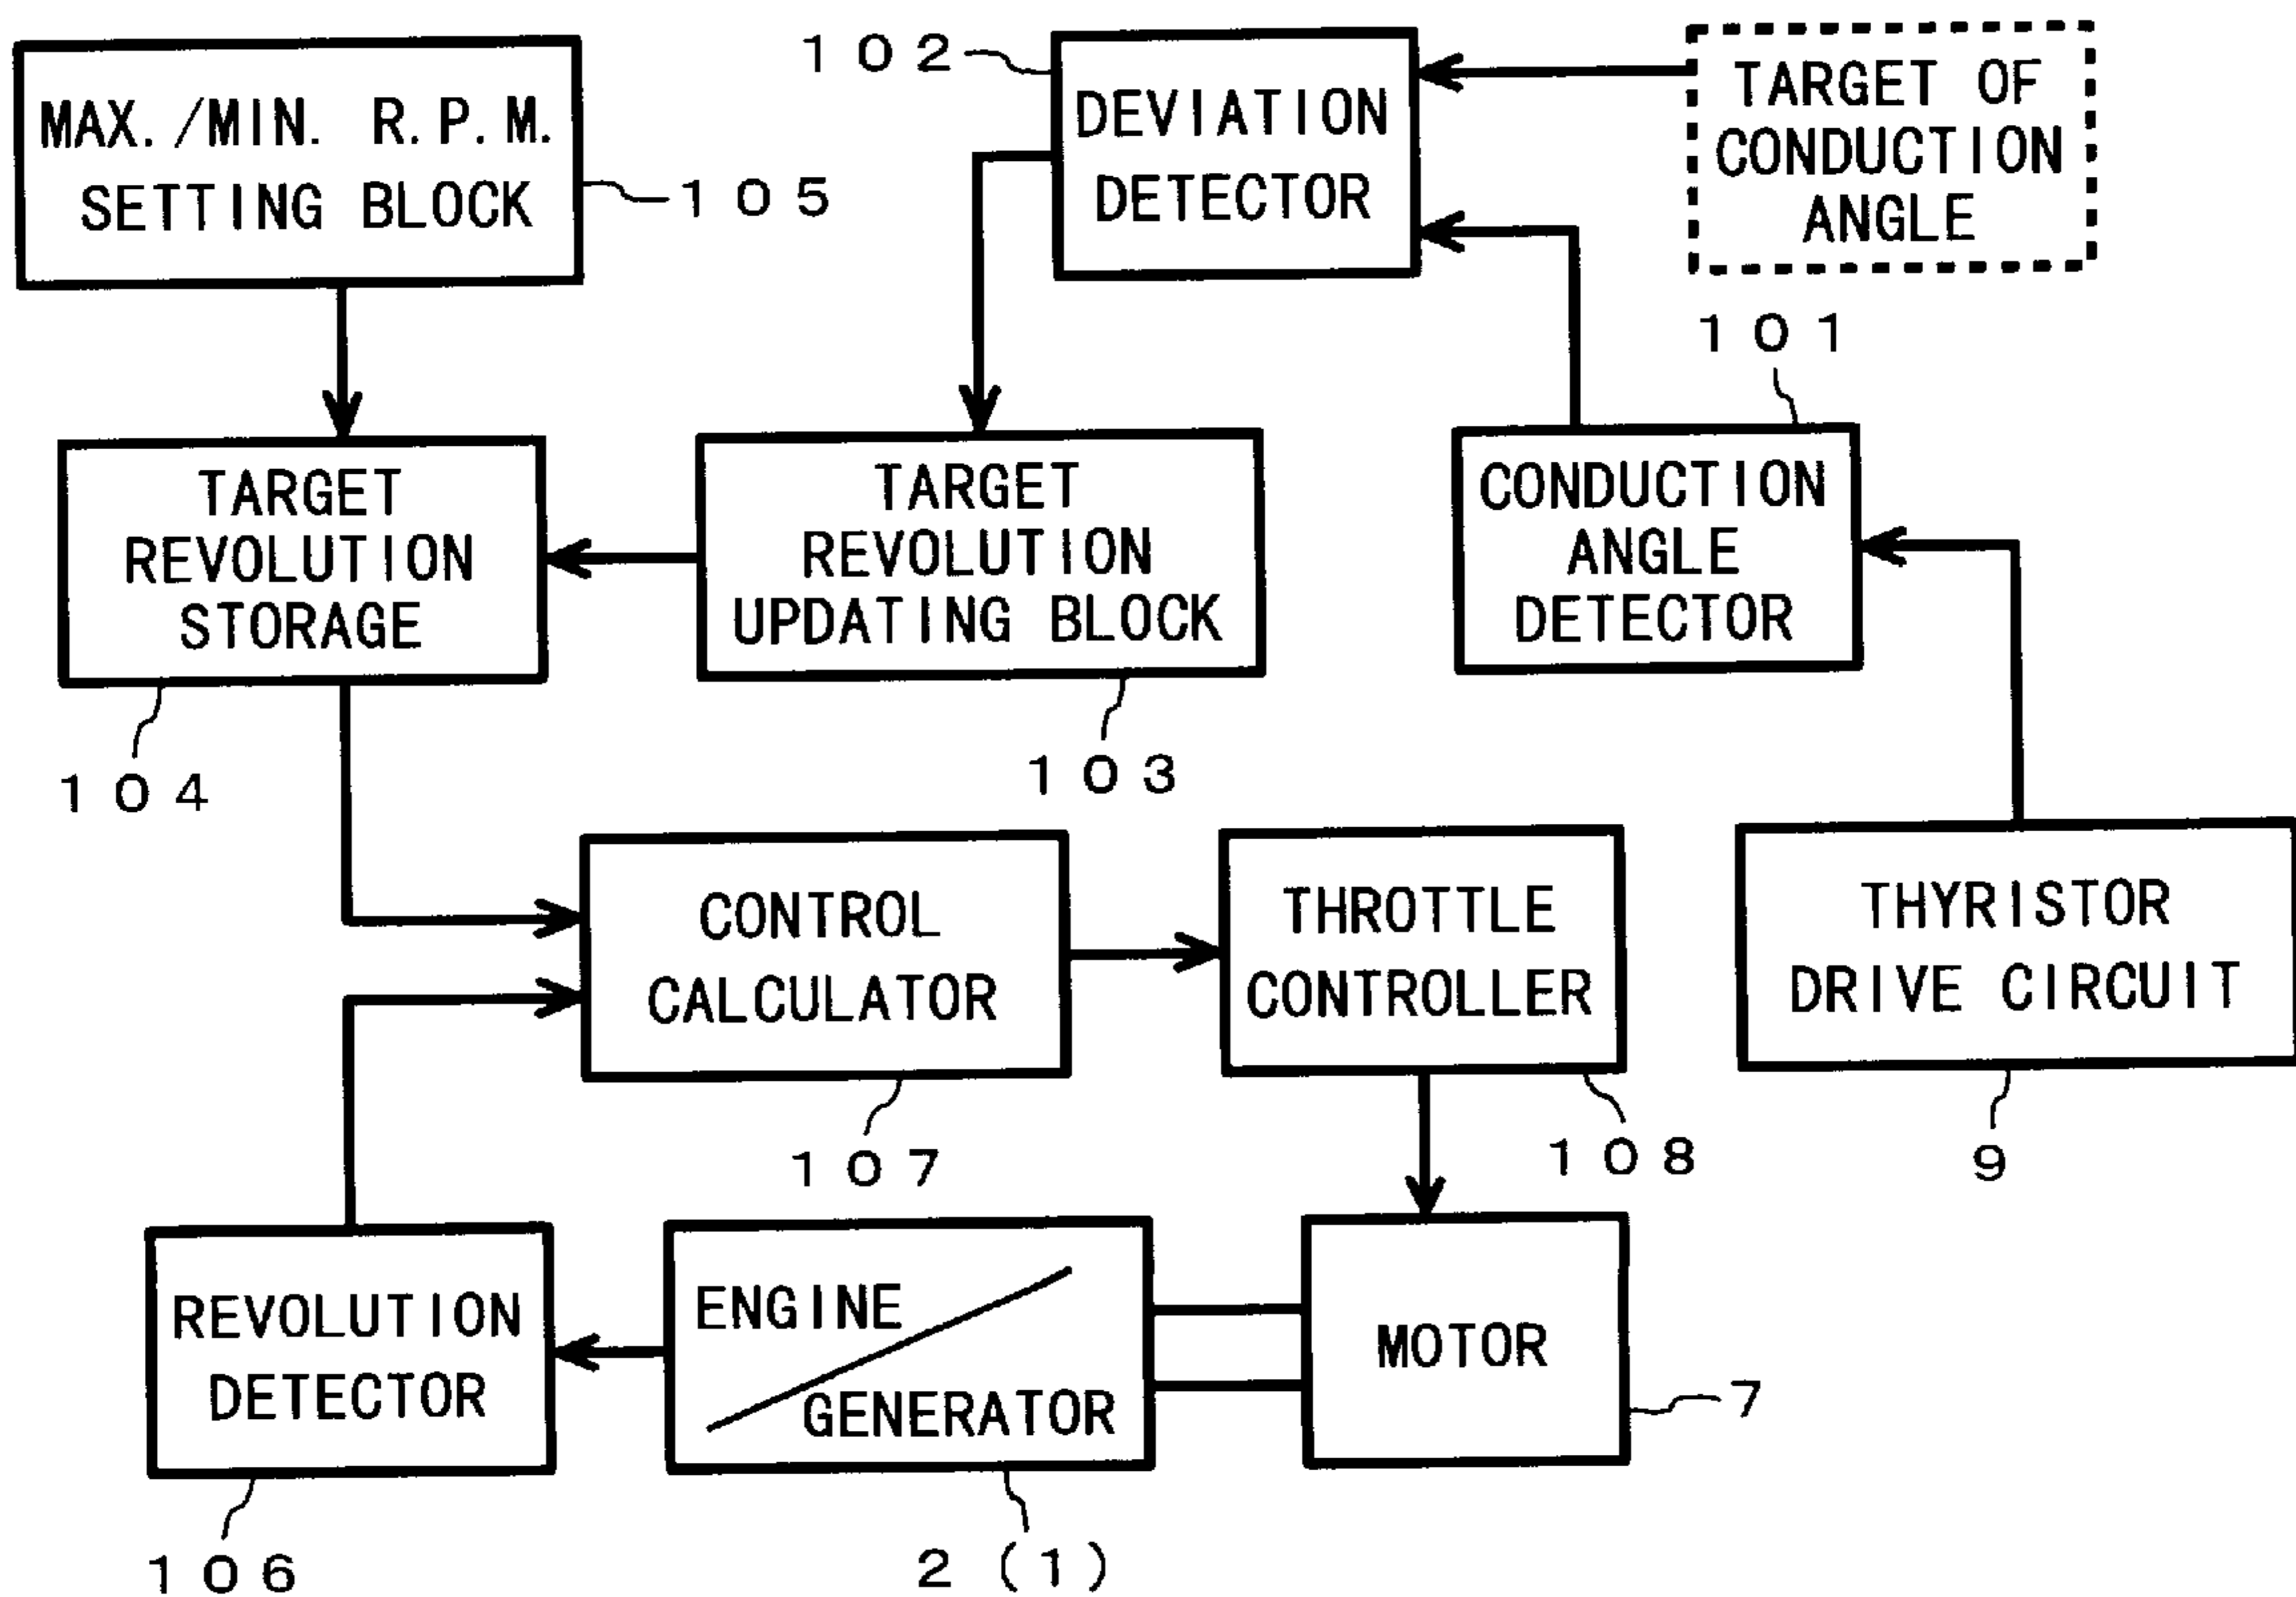 MAX./MIN. R.P.M.
SETTING BLOCK
105
102
DEVIATION
DETECTOR
TARGET OF
CONDUCTION
ANGLE
101
TARGET
REVOLUTION
STORAGE
104
TARGET
REVOLUTION
UPDATING BLOCK
103
CONDUCTION
ANGLE
DETECTOR
CONTROL
CALCULATOR
107
THROTTLE
CONTROLLER
108
THYRISTOR
DRIVE CIRCUIT
9
REVOLUTION
DETECTOR
106
ENGINE
GENERATOR
2(1)
MOTOR
7